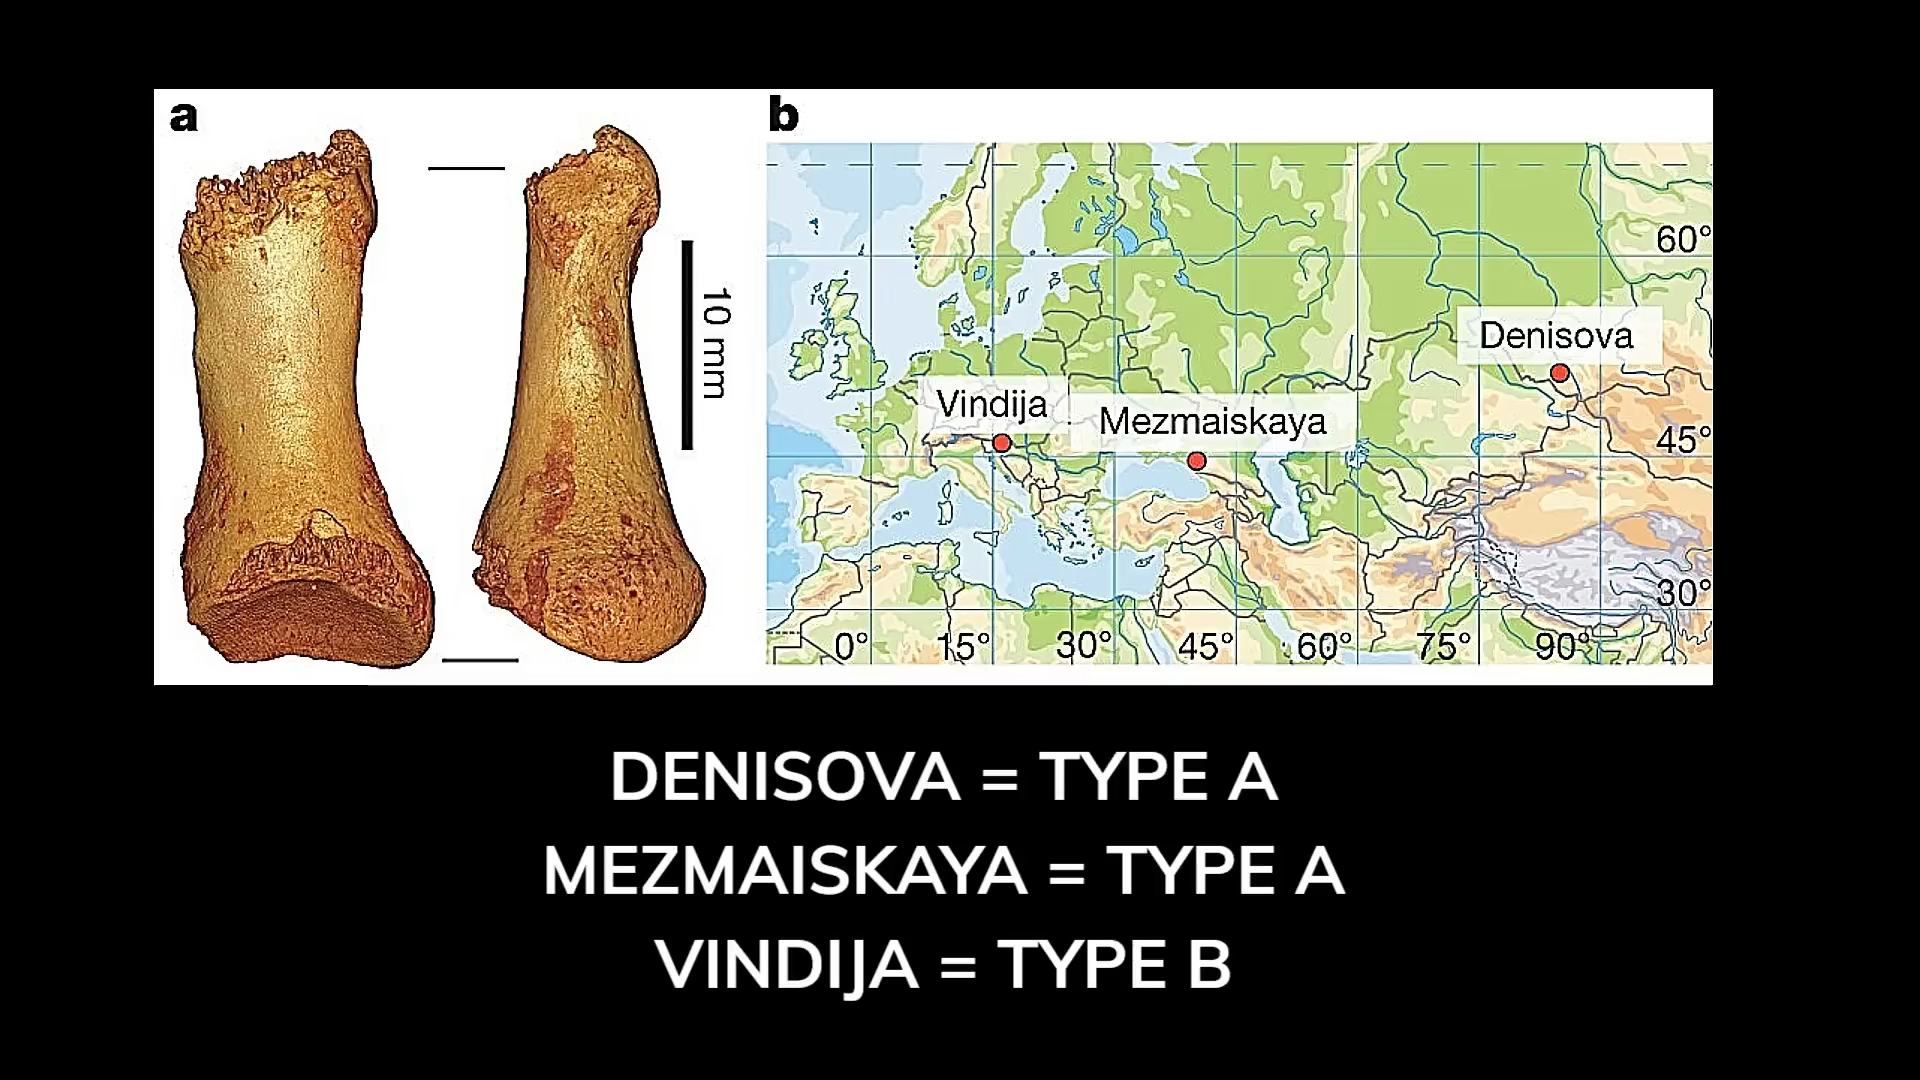 a
10 mm
b
60°
Denisova
Vindija
Mezmaiskaya
45°
30°
0° 15° 30° 45° 60° 75° 90°
DENISOVA = TYPE A
MEZMAISKAYA = TYPE A
VINDIJA = TYPE B